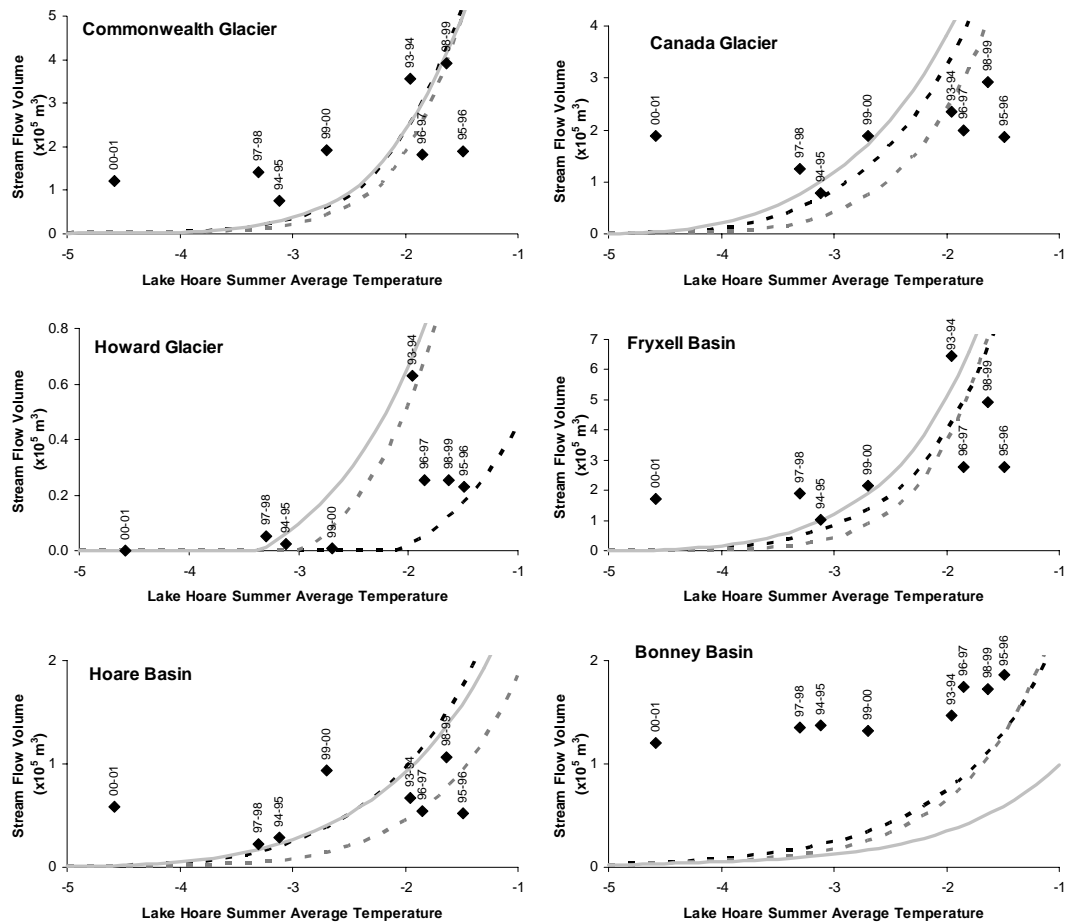 Commonwealth Glacier
Stream Flow Volume
(x10⁵ m³)
5
4
3
2
1
0
00-01
97-98
94-95
99-00
93-94
96-97
98-99
95-96
-5 -4 -3 -2 -1
Lake Hoare Summer Average Temperature
Canada Glacier
Stream Flow Volume
(x10⁵ m³)
4
3
2
1
0
00-01
97-98
94-95
99-00
93-94
96-97
98-99
95-96
-5 -4 -3 -2 -1
Lake Hoare Summer Average Temperature
Howard Glacier
Stream Flow Volume
(x10⁵ m³)
0.8
0.6
0.4
0.2
0.0
00-01
97-98
94-95
99-00
93-94
96-97
98-99
95-96
-5 -4 -3 -2 -1
Lake Hoare Summer Average Temperature
Fryxell Basin
Stream Flow Volume
(x10⁵ m³)
7
6
5
4
3
2
1
0
00-01
97-98
94-95
99-00
93-94
96-97
98-99
95-96
-5 -4 -3 -2 -1
Lake Hoare Summer Average Temperature
Hoare Basin
Stream Flow Volume
(x10⁵ m³)
2
1
0
00-01
97-98
94-95
99-00
93-94
96-97
98-99
95-96
-5 -4 -3 -2 -1
Lake Hoare Summer Average Temperature
Bonney Basin
Stream Flow Volume
(x10⁵ m³)
2
1
0
00-01
97-98
94-95
99-00
93-94
96-97
98-99
95-96
-5 -4 -3 -2 -1
Lake Hoare Summer Average Temperature